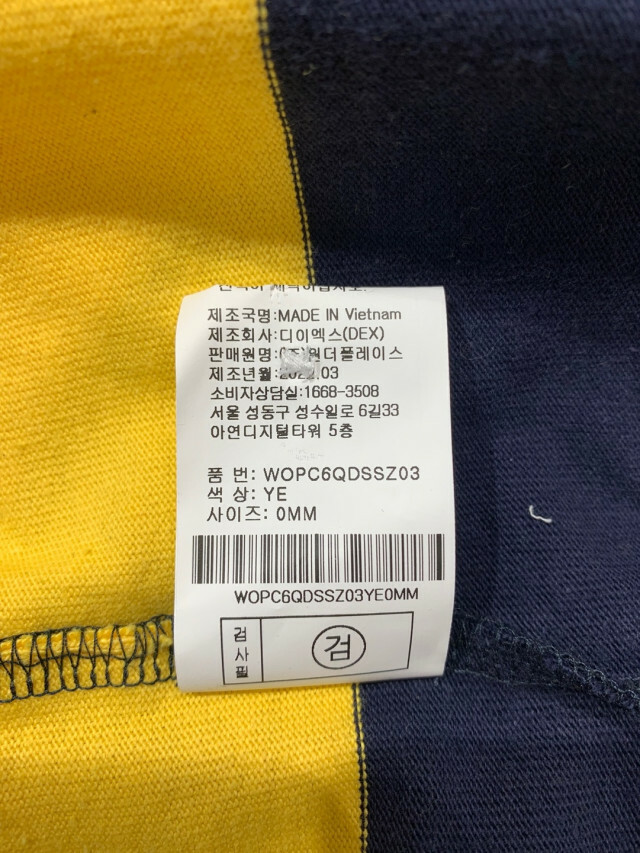 제조국명:MADE IN Vietnam
제조회사:디이엑스(DEX)
판매원명:(주)원더플레이스
제조년월:2022.03
소비자상담실:1668-3508
서울 성동구 성수일로 6길33
아연디지털타워 5층
품 번: WOPC6QDSSZ03
색 상: YE
사이즈: 0MM
WOPC6QDSSZ03YE0MM
검사필
검